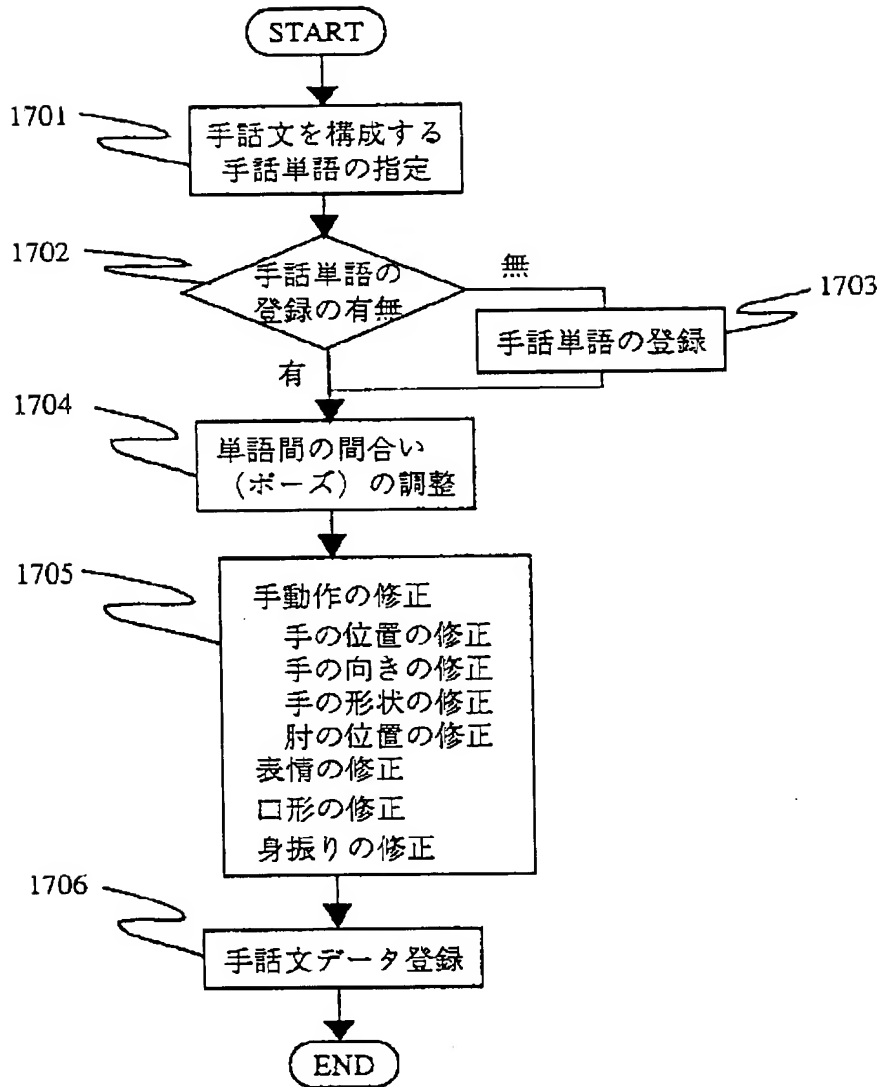 START
1701
手話文を構成する
手話単語の指定
1702
手話単語の
登録の有無
無
1703
手話単語の登録
有
1704
単語間の間合い
(ポーズ)の調整
1705
手動作の修正
手の位置の修正
手の向きの修正
手の形状の修正
肘の位置の修正
表情の修正
口形の修正
身振りの修正
1706
手話文データ登録
END